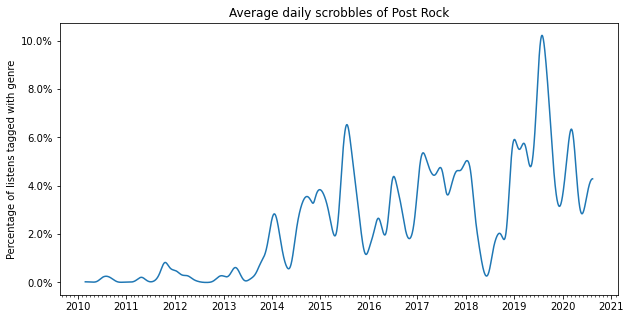 Average daily scrobbles of Post Rock
Percentage of listens tagged with genre
10.0%
8.0%
6.0%
4.0%
2.0%
0.0%
2010 2011 2012 2013 2014 2015 2016 2017 2018 2019 2020 2021